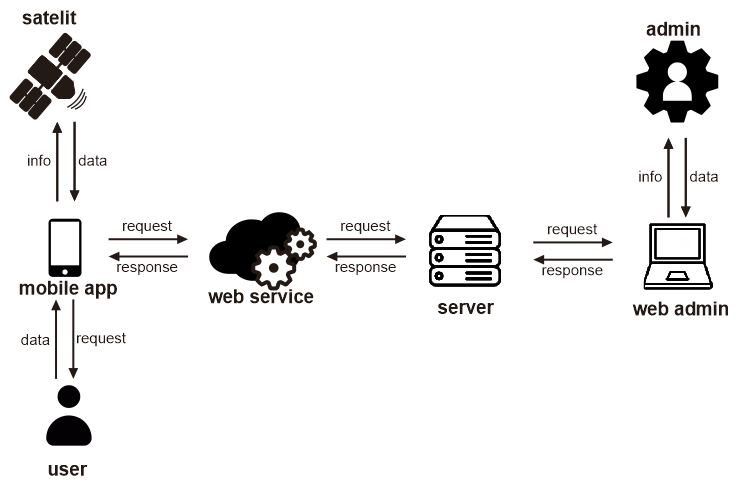 satelit
admin
info
data
info
data
request
response
request
response
request
response
mobile app
web service
server
web admin
data
request
user